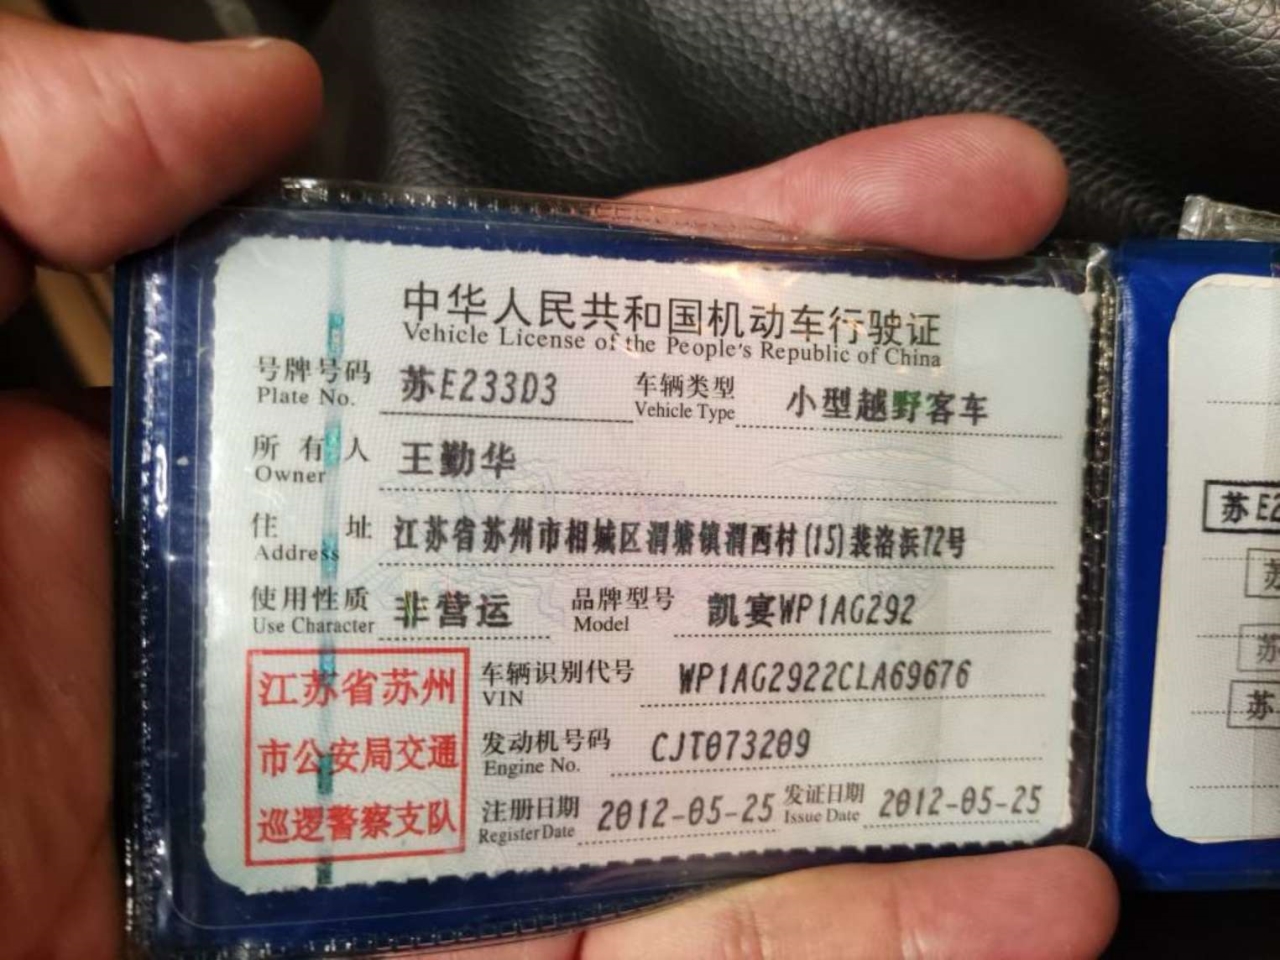 中华人民共和国机动车行驶证
Vehicle License of the People's Republic of China
号牌号码 苏E233D3 车辆类型 小型越野客车
Plate No. Vehicle Type
所有人 王勤华
Owner
住址 江苏省苏州市相城区渭塘镇渭西村(15)裴洛浜72号
Address
使用性质 非营运 品牌型号 凯宴WP1AG292
Use Character Model
江苏省苏州
市公安局交通
巡逻警察支队
车辆识别代号 WP1AG2922CLA69676
VIN
发动机号码 CJT073209
Engine No.
注册日期 2012-05-25 发证日期 2012-05-25
Register Date Issue Date
苏E2
苏
苏
苏